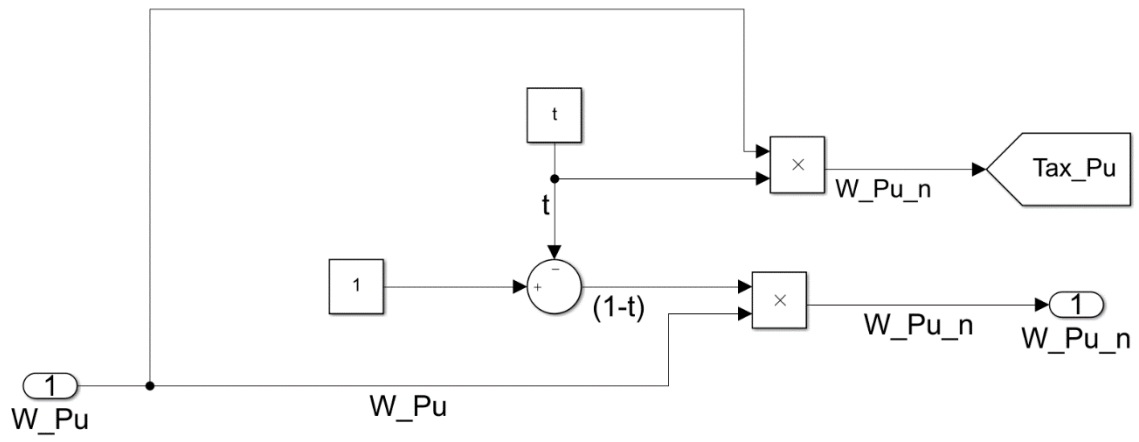 t
×
Tax_Pu
W_Pu_n
t
−
1
+
(1-t)
×
W_Pu_n
1
W_Pu_n
1
W_Pu
W_Pu